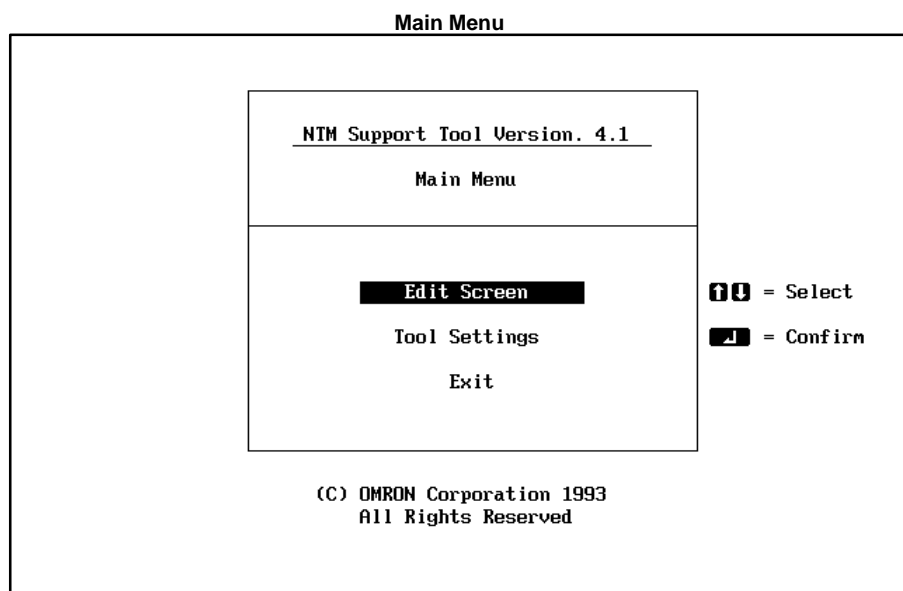 Main Menu
NTM Support Tool Version. 4.1
Main Menu
Edit Screen
↑↓ = Select
Tool Settings
↵ = Confirm
Exit
(C) OMRON Corporation 1993
All Rights Reserved